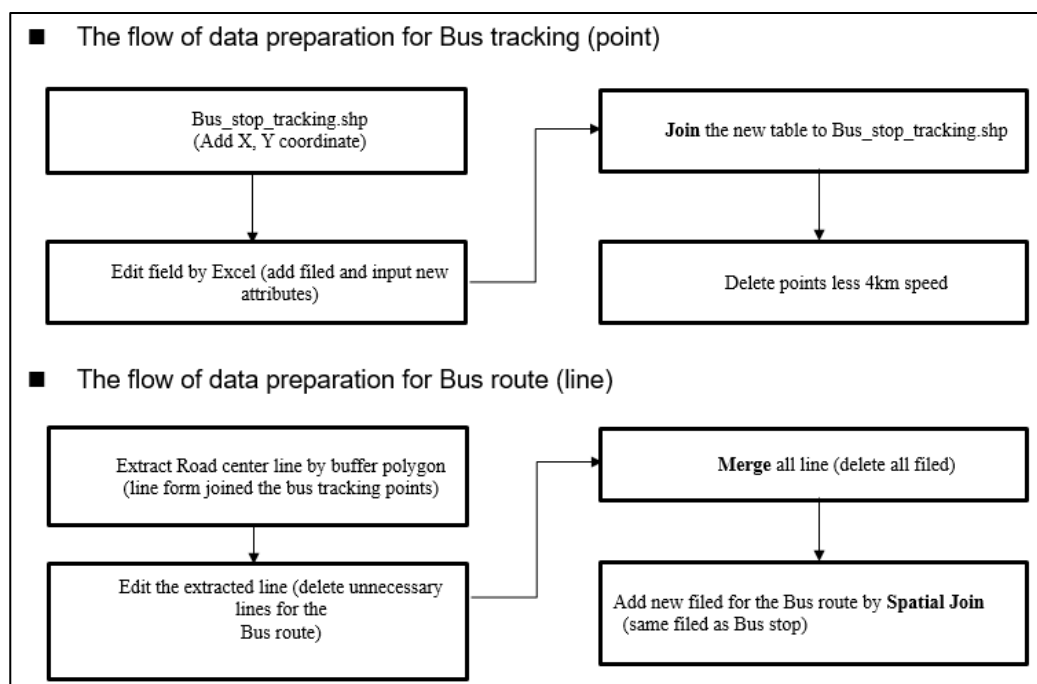 ■ The flow of data preparation for Bus tracking (point)
Bus_stop_tracking.shp
(Add X, Y coordinate)
Edit field by Excel (add filed and input new
attributes)
Join the new table to Bus_stop_tracking.shp
Delete points less 4km speed
■ The flow of data preparation for Bus route (line)
Extract Road center line by buffer polygon
(line form joined the bus tracking points)
Edit the extracted line (delete unnecessary
lines for the
Bus route)
Merge all line (delete all filed)
Add new filed for the Bus route by Spatial Join
(same filed as Bus stop)